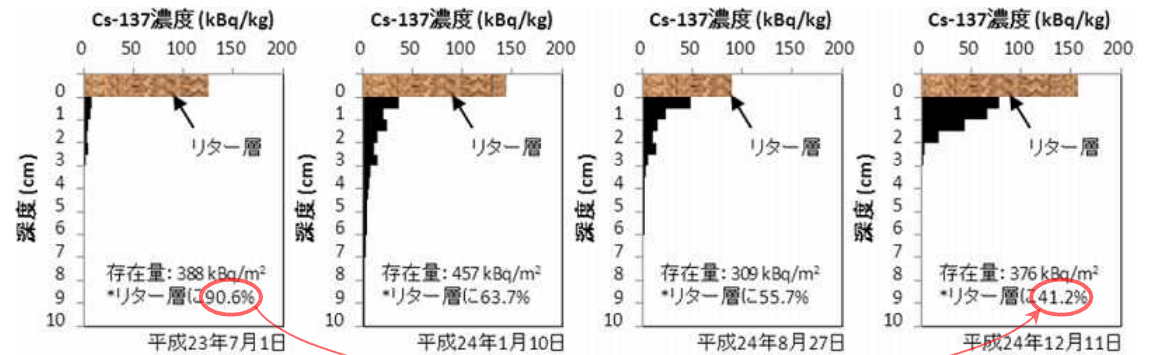 Cs-137濃度 (kBq/kg)
0 50 100 150 200
0
1
2
3
4
5
6
7
8
9
10
深度 (cm)
リター層
存在量: 388 kBq/m²
*リター層に90.6%
平成23年7月1日
Cs-137濃度 (kBq/kg)
0 50 100 150 200
0
1
2
3
4
5
6
7
8
9
10
深度 (cm)
リター層
存在量: 457 kBq/m²
*リター層に63.7%
平成24年1月10日
Cs-137濃度 (kBq/kg)
0 50 100 150 200
0
1
2
3
4
5
6
7
8
9
10
深度 (cm)
リター層
存在量: 309 kBq/m²
*リター層に55.7%
平成24年8月27日
Cs-137濃度 (kBq/kg)
0 50 100 150 200
0
1
2
3
4
5
6
7
8
9
10
深度 (cm)
リター層
存在量: 376 kBq/m²
*リター層に41.2%
平成24年12月11日